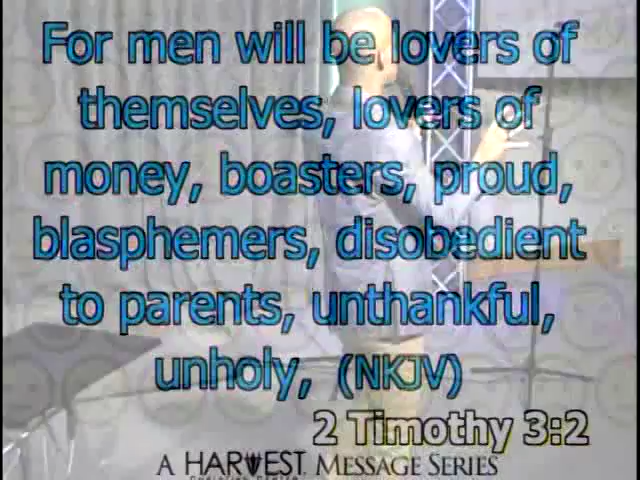 For men will be lovers of
themselves, lovers of
money, boasters, proud,
blasphemers, disobedient
to parents, unthankful,
unholy, (NKJV)
2 Timothy 3:2
A HARVEST MESSAGE SERIES